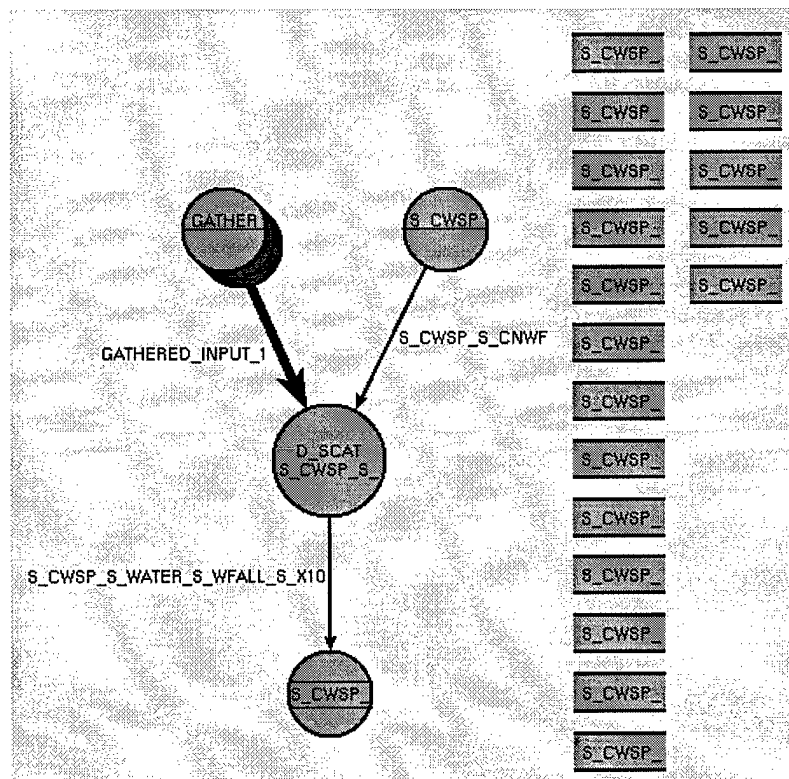 S_CWSP_ S_CWSP_
S_CWSP_ S_CWSP_
S_CWSP_ S_CWSP_
GATHER S_CWSP S_CWSP_ S_CWSP_
S_CWSP_ S_CWSP_
GATHERED_INPUT_1 S_CWSP_S_CNWF S_CWSP_
S_CWSP_
D_SCAT
S_CWSP_S_ S_CWSP_
S_CWSP_
S_CWSP_S_WATER_S_WFALL_S_X10 S_CWSP_
S_CWSP_
S_CWSP_ S_CWSP_
S_CWSP_